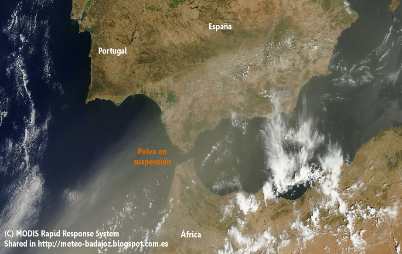 España
Portugal
Polvo en
suspensión
África
(C) MODIS Rapid Response System
Shared in http://meteo-badajoz.blogspot.com.es